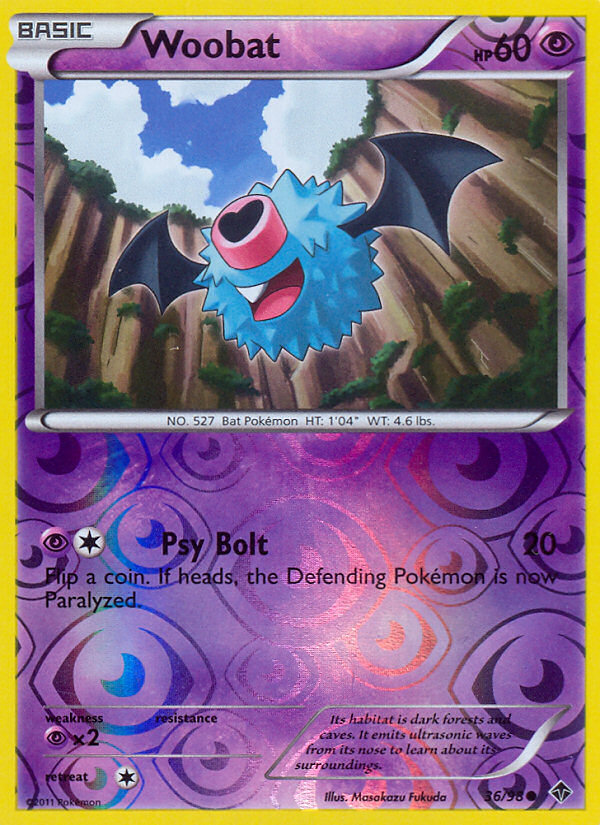 BASIC
Woobat
HP60
NO. 527 Bat Pokémon HT: 1'04" WT: 4.6 lbs.
Psy Bolt 20
Flip a coin. If heads, the Defending Pokémon is now
Paralyzed.
weakness resistance
×2
retreat
Its habitat is dark forests and
caves. It emits ultrasonic waves
from its nose to learn about its
surroundings.
©2011 Pokémon
Illus. Masakazu Fukuda
36/98